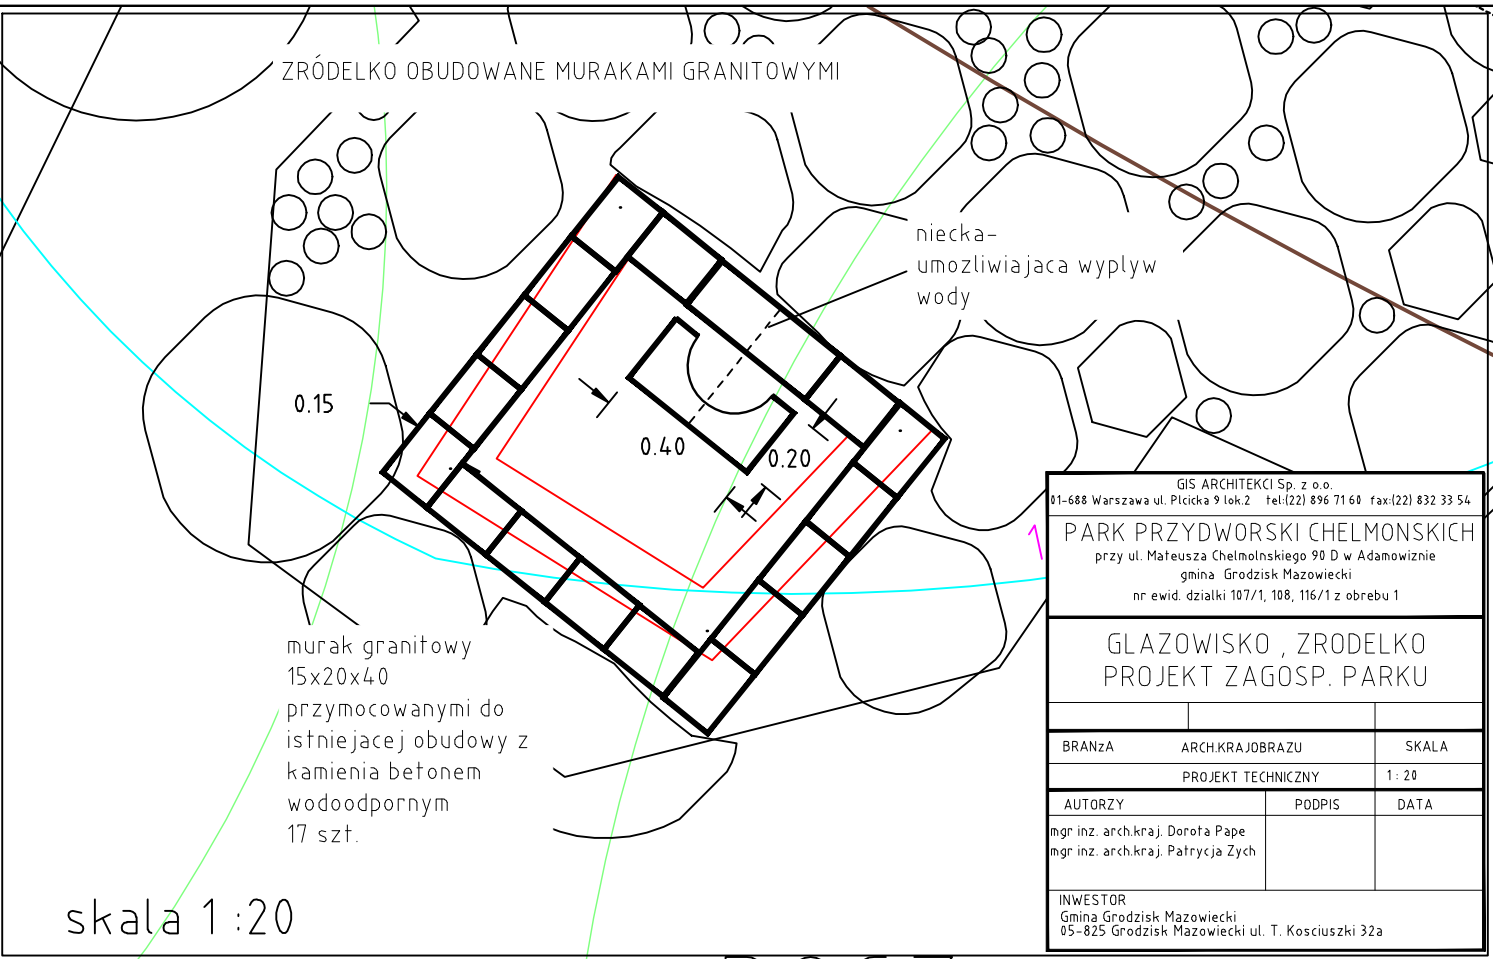 ZRÓDELKO OBUDOWANE MURAKAMI GRANITOWYMI
niecka-
umozliwiajaca wyplyw
wody
0.15
0.40
0.20
murak granitowy
15x20x40
przymocowanymi do
istniejacej obudowy z
kamienia betonem
wodoodpornym
17 szt.
skala 1:20
GIS ARCHITEKCI Sp. z o.o.
01-688 Warszawa ul. Plcicka 9 lok.2 tel:(22) 896 71 60 fax:(22) 832 33 54
PARK PRZYDWORSKI CHELMONSKICH
przy ul. Mateusza Chelmolnskiego 90 D w Adamowiznie
gmina Grodzisk Mazowiecki
nr ewid. dzialki 107/1, 108, 116/1 z obrebu 1
GLAZOWISKO , ZRODELKO
PROJEKT ZAGOSP. PARKU
BRANzA ARCH.KRAJOBRAZU SKALA
PROJEKT TECHNICZNY 1: 20
AUTORZY PODPIS DATA
mgr inz. arch.kraj. Dorota Pape
mgr inz. arch.kraj. Patrycja Zych
INWESTOR
Gmina Grodzisk Mazowiecki
05-825 Grodzisk Mazowiecki ul. T. Kosciuszki 32a